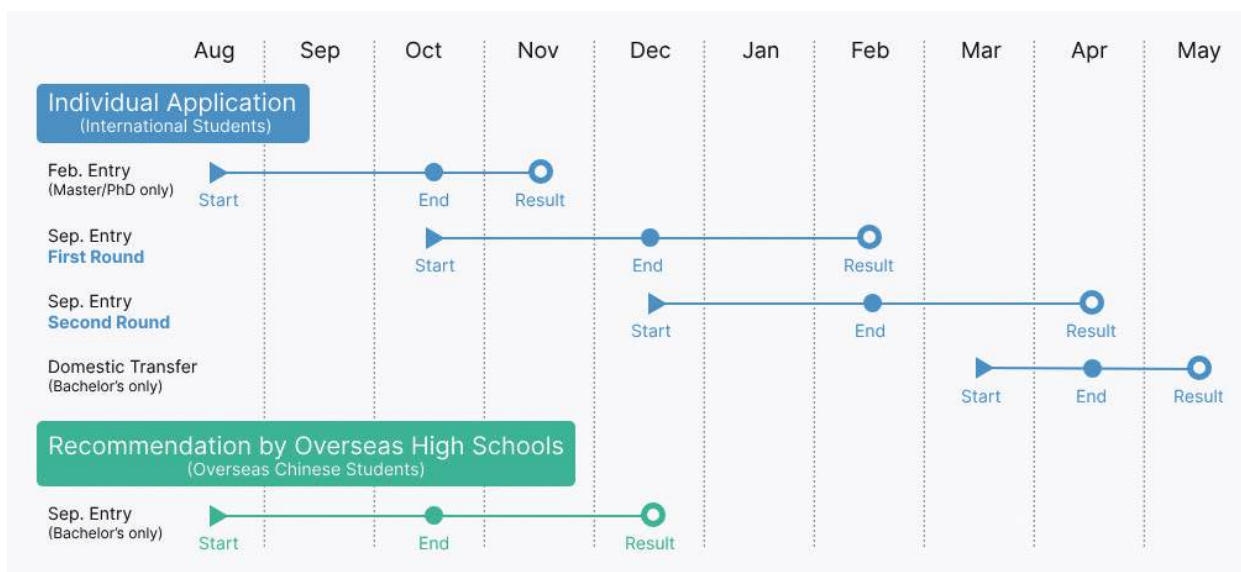 Aug Sep Oct Nov Dec Jan Feb Mar Apr May
Individual Application
(International Students)
Feb. Entry
(Master/PhD only)
Start End Result
Sep. Entry
First Round
Start End Result
Sep. Entry
Second Round
Start End Result
Domestic Transfer
(Bachelor's only)
Start End Result
Recommendation by Overseas High Schools
(Overseas Chinese Students)
Sep. Entry
(Bachelor's only)
Start End Result